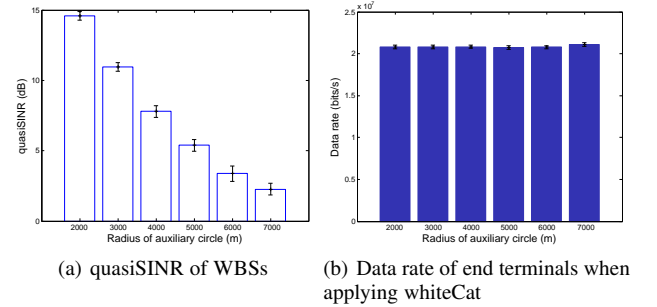 15
10
5
0
quasiSINR (dB)
2000 3000 4000 5000 6000 7000
Radius of auxiliary circle (m)
(a) quasiSINR of WBSs
x 10^7
2.5
2
1.5
1
0.5
0
Data rate (bits/s)
2000 3000 4000 5000 6000 7000
Radius of auxiliary circle (m)
(b) Data rate of end terminals when
applying whiteCat